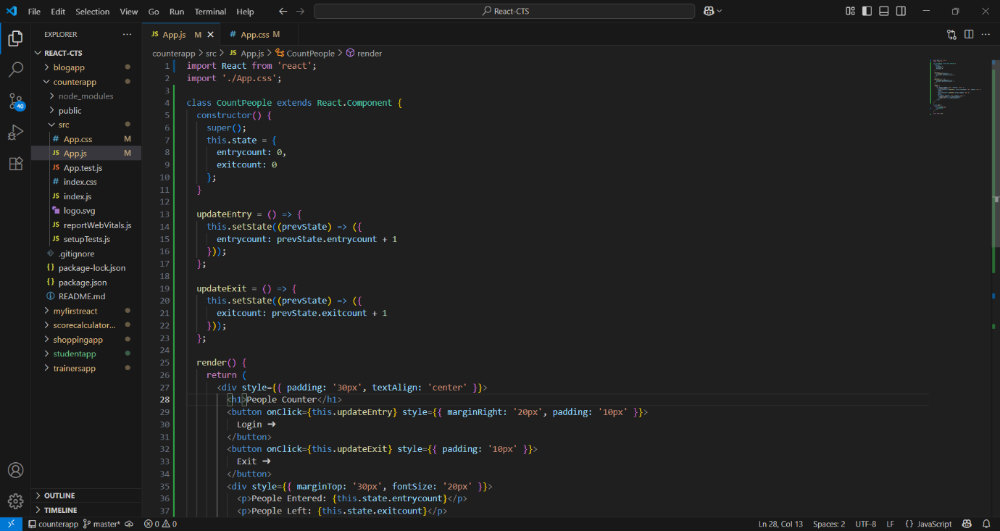 File Edit Selection View Go Run Terminal Help
React-CTS
EXPLORER
REACT-CTS
blogapp
counterapp
node_modules
public
src
# App.css M
JS App.js M
JS App.test.js
# index.css
JS index.js
logo.svg
JS reportWebVitals.js
JS setupTests.js
.gitignore
{} package-lock.json
{} package.json
README.md
myfirstreact
scorecalculator...
shoppingapp
studentapp
trainersapp
OUTLINE
TIMELINE
40
JS App.js M
# App.css M
counterapp > src > JS App.js > CountPeople > render
1 import React from 'react';
2 import './App.css';
3
4 class CountPeople extends React.Component {
5 constructor() {
6 super();
7 this.state = {
8 entrycount: 0,
9 exitcount: 0
10 };
11 }
12
13 updateEntry = () => {
14 this.setState((prevState) => ({
15 entrycount: prevState.entrycount + 1
16 }));
17 };
18
19 updateExit = () => {
20 this.setState((prevState) => ({
21 exitcount: prevState.exitcount + 1
22 }));
23 };
24
25 render() {
26 return (
27 <div style={{ padding: '30px', textAlign: 'center' }}>
28 <h1>People Counter</h1>
29 <button onClick={this.updateEntry} style={{ marginRight: '20px', padding: '10px' }}>
30 Login ➜
31 </button>
32 <button onClick={this.updateExit} style={{ padding: '10px' }}>
33 Exit ➜
34 </button>
35 <div style={{ marginTop: '30px', fontSize: '20px' }}>
36 <p>People Entered: {this.state.entrycount}</p>
37 <p>People Left: {this.state.exitcount}</p>
counterapp master* 0 0
Ln 28, Col 13 Spaces: 2 UTF-8 LF {} JavaScript